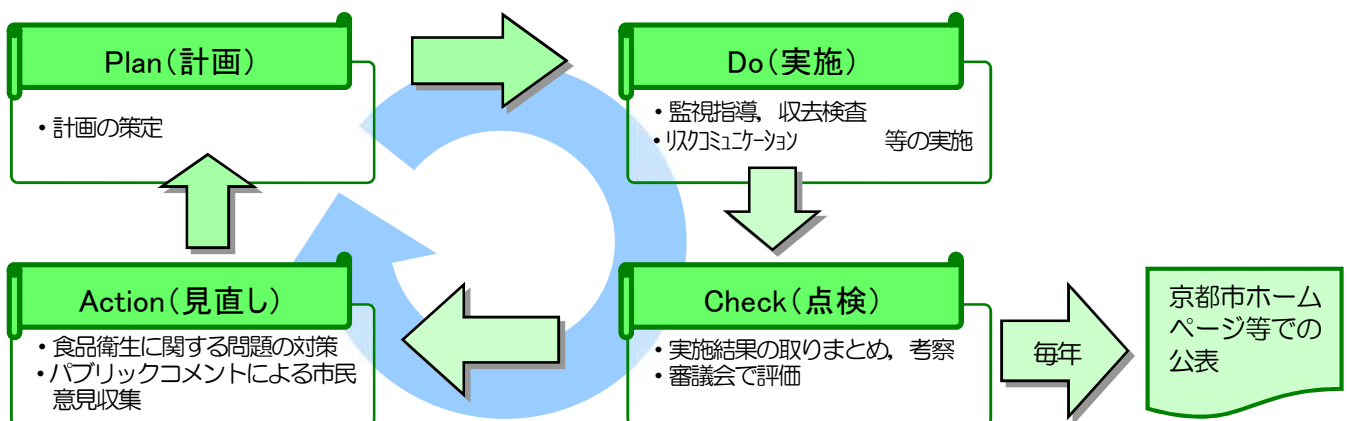 Plan（計画）
・計画の策定
Do（実施）
・監視指導，収去検査
・ﾘｽｸｺﾐｭﾆｹｰｼｮﾝ　　　等の実施
Action（見直し）
・食品衛生に関する問題の対策
・パブリックコメントによる市民
意見収集
Check（点検）
・実施結果の取りまとめ，考察
・審議会で評価
毎年
京都市ホーム
ページ等での
公表